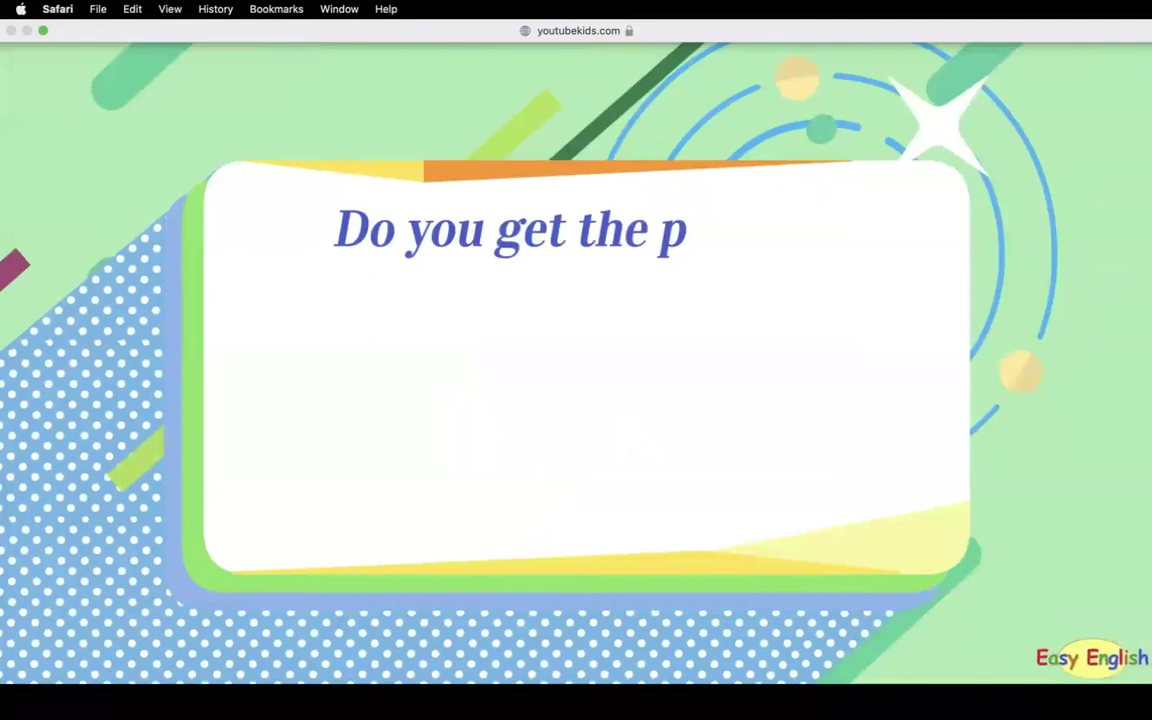 Safari File Edit View History Bookmarks Window Help
youtubekids.com
Do you get the p
Easy English